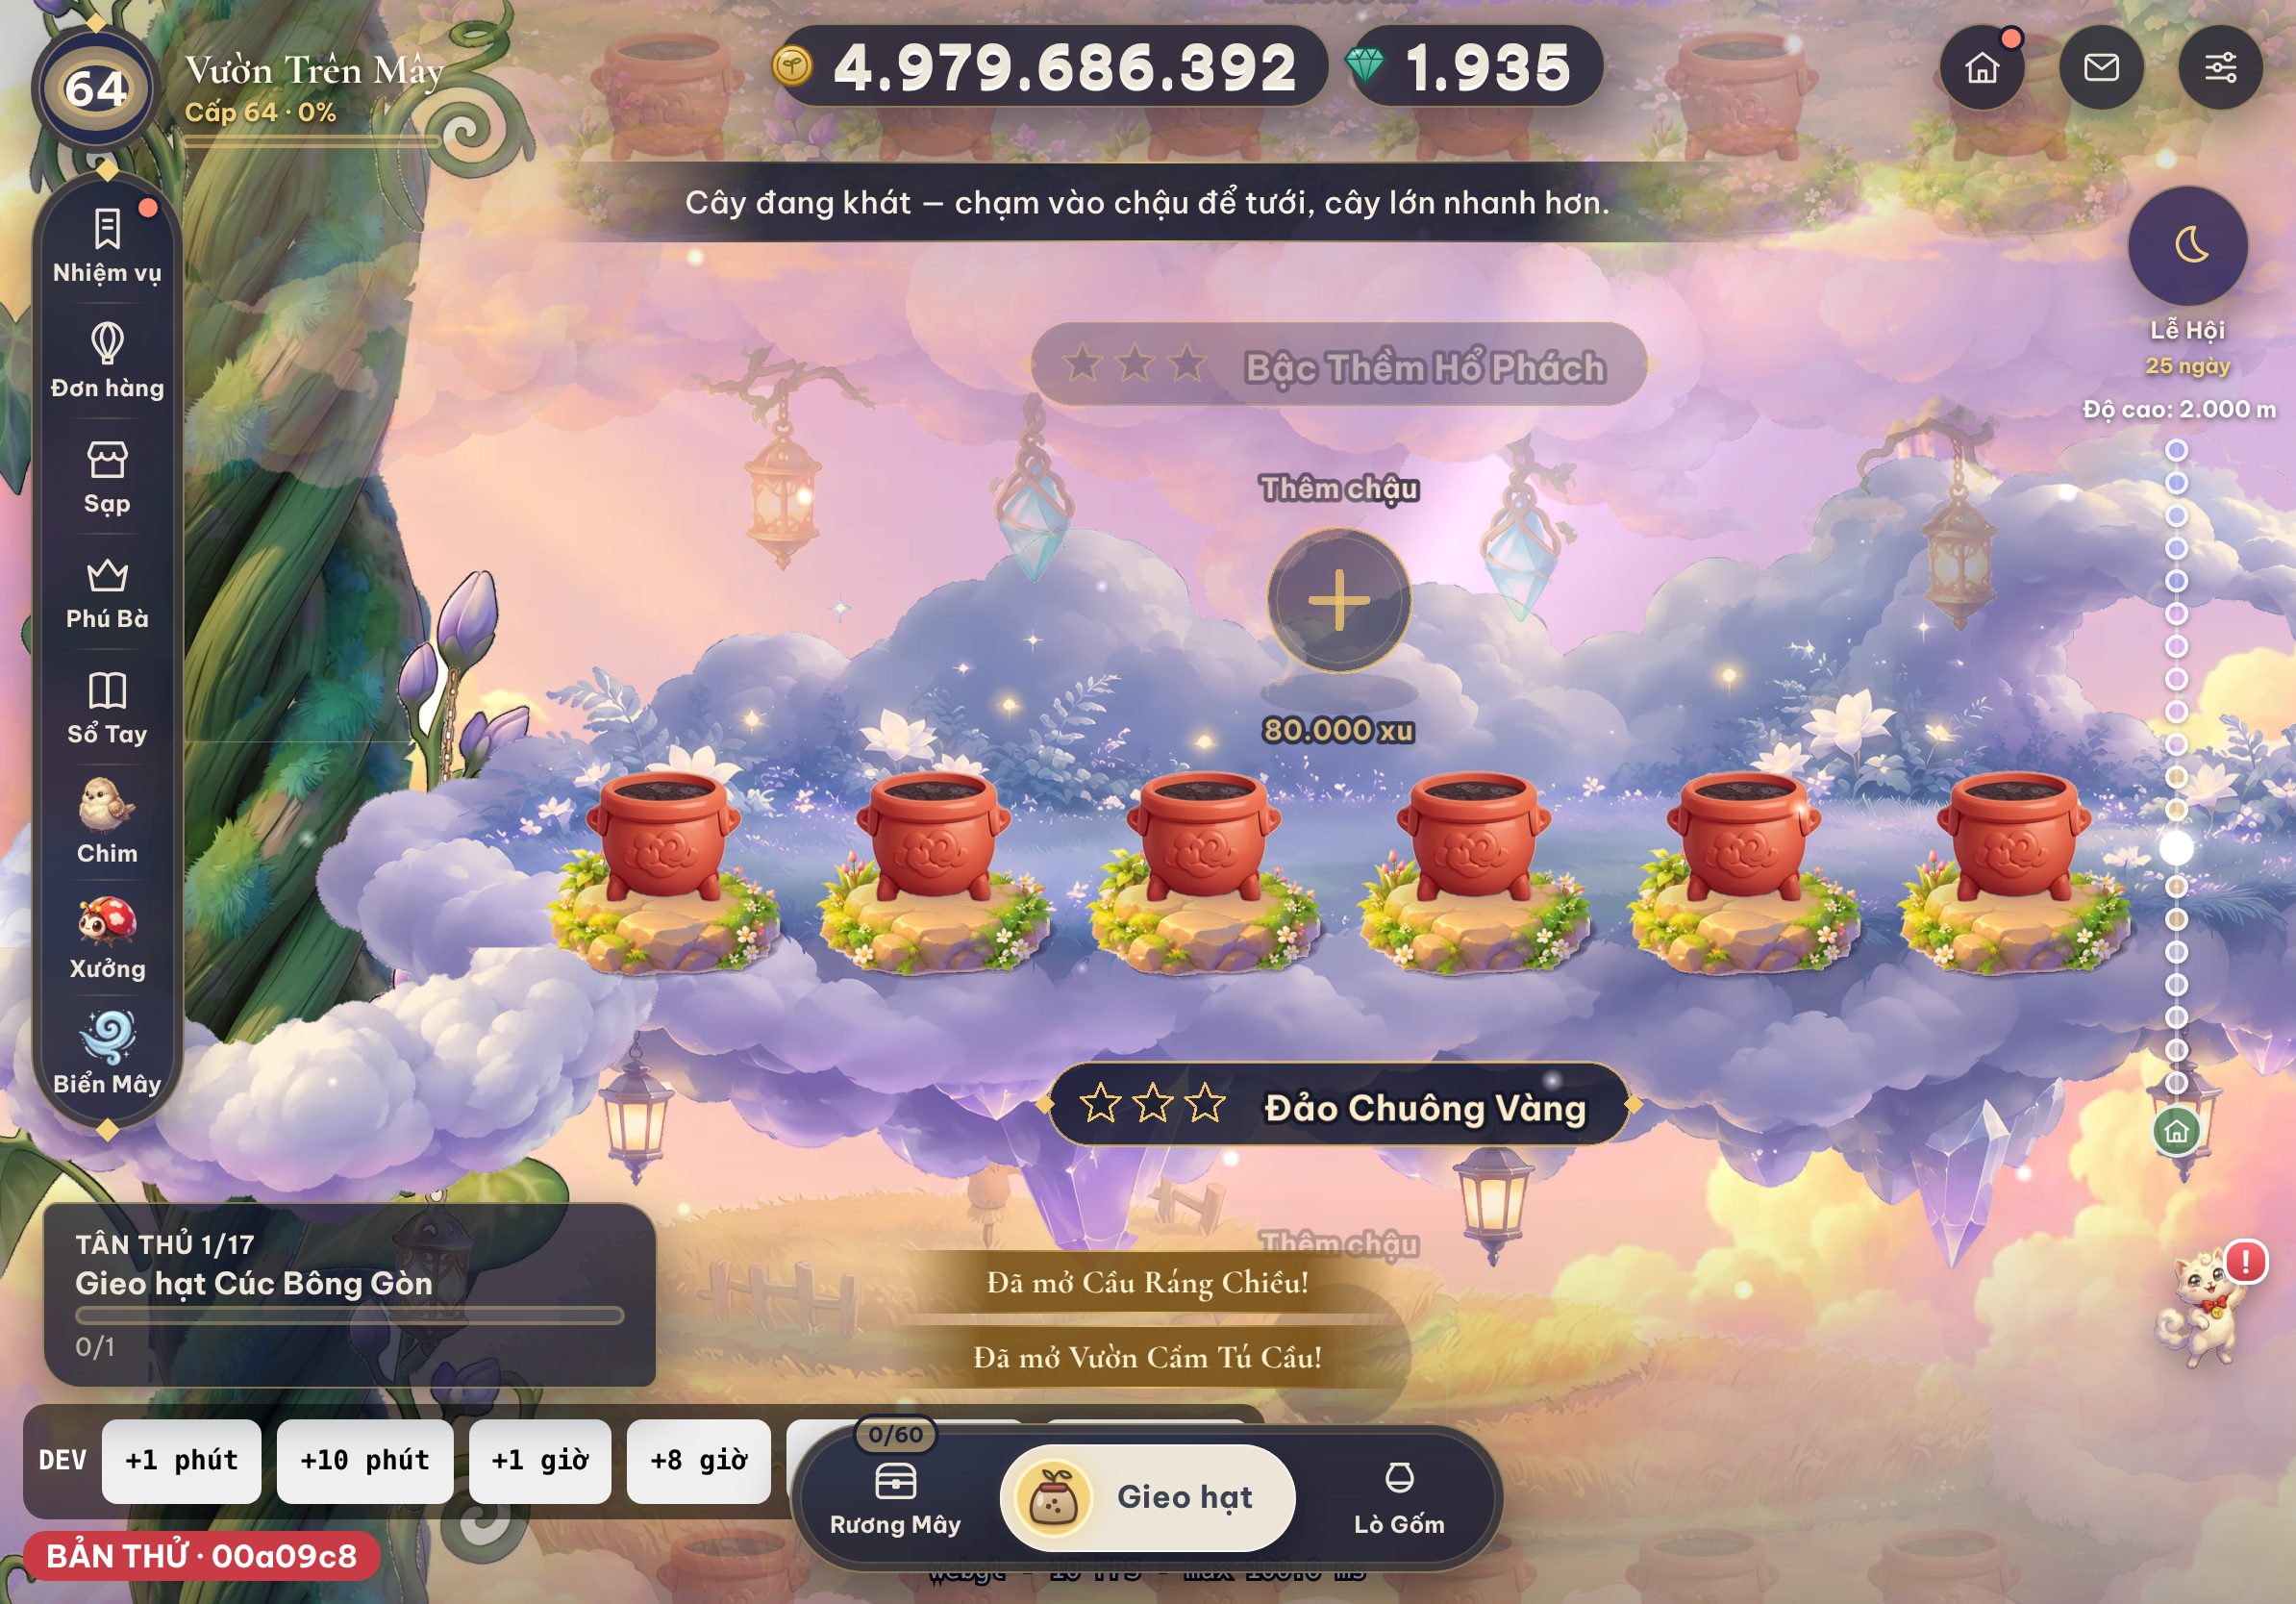 64
Vườn Trên Mây
Cấp 64 · 0%
4.979.686.392
1.935
Cây đang khát — chạm vào chậu để tưới, cây lớn nhanh hơn.
Nhiệm vụ
Đơn hàng
Sạp
Phú Bà
Sổ Tay
Chim
Xưởng
Biển Mây
Lễ Hội
25 ngày
Độ cao: 2.000 m
Bậc Thềm Hổ Phách
Thêm chậu
80.000 xu
Đảo Chuông Vàng
TÂN THỦ 1/17
Gieo hạt Cúc Bông Gòn
0/1
Thêm chậu
Đã mở Cầu Ráng Chiều!
Đã mở Vườn Cẩm Tú Cầu!
!
DEV
+1 phút
+10 phút
+1 giờ
+8 giờ
0/60
Rương Mây
Gieo hạt
Lò Gốm
BẢN THỬ · 00a09c8